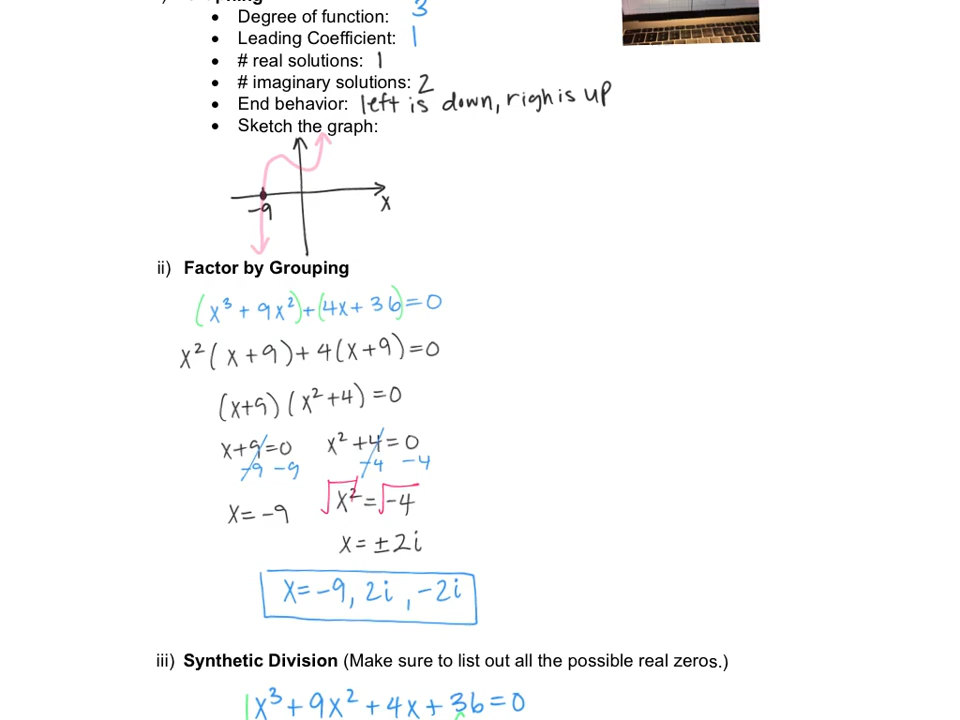 • Degree of function: 3
• Leading Coefficient: 1
• # real solutions: 1
• # imaginary solutions: 2
• End behavior: left is down, righ is up
• Sketch the graph:
-9
x
ii) Factor by Grouping
(x³ + 9x²) + (4x + 36) = 0
x²(x + 9) + 4(x + 9) = 0
(x+9)(x²+4) = 0
x+9=0 x²+4=0
-9 -9 -4 -4
x = -9 √x² = √-4
x = ±2i
x = -9, 2i, -2i
iii) Synthetic Division (Make sure to list out all the possible real zeros.)
1x³ + 9x² + 4x + 36 = 0